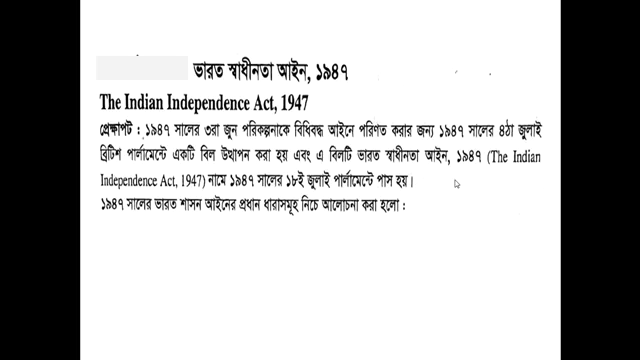 ভারত স্বাধীনতা আইন, ১৯৪৭
The Indian Independence Act, 1947
প্রেক্ষাপট : ১৯৪৭ সালের ৩রা জুন পরিকল্পনাকে বিধিবদ্ধ আইনে পরিণত করার জন্য ১৯৪৭ সালের ৪ঠা জুলাই
ব্রিটিশ পার্লামেন্টে একটি বিল উত্থাপন করা হয় এবং এ বিলটি ভারত স্বাধীনতা আইন, ১৯৪৭ (The Indian
Independence Act, 1947) নামে ১৯৪৭ সালের ১৮ই জুলাই পার্লামেন্টে পাস হয়।
১৯৪৭ সালের ভারত শাসন আইনের প্রধান ধারাসমূহ নিচে আলোচনা করা হলো :